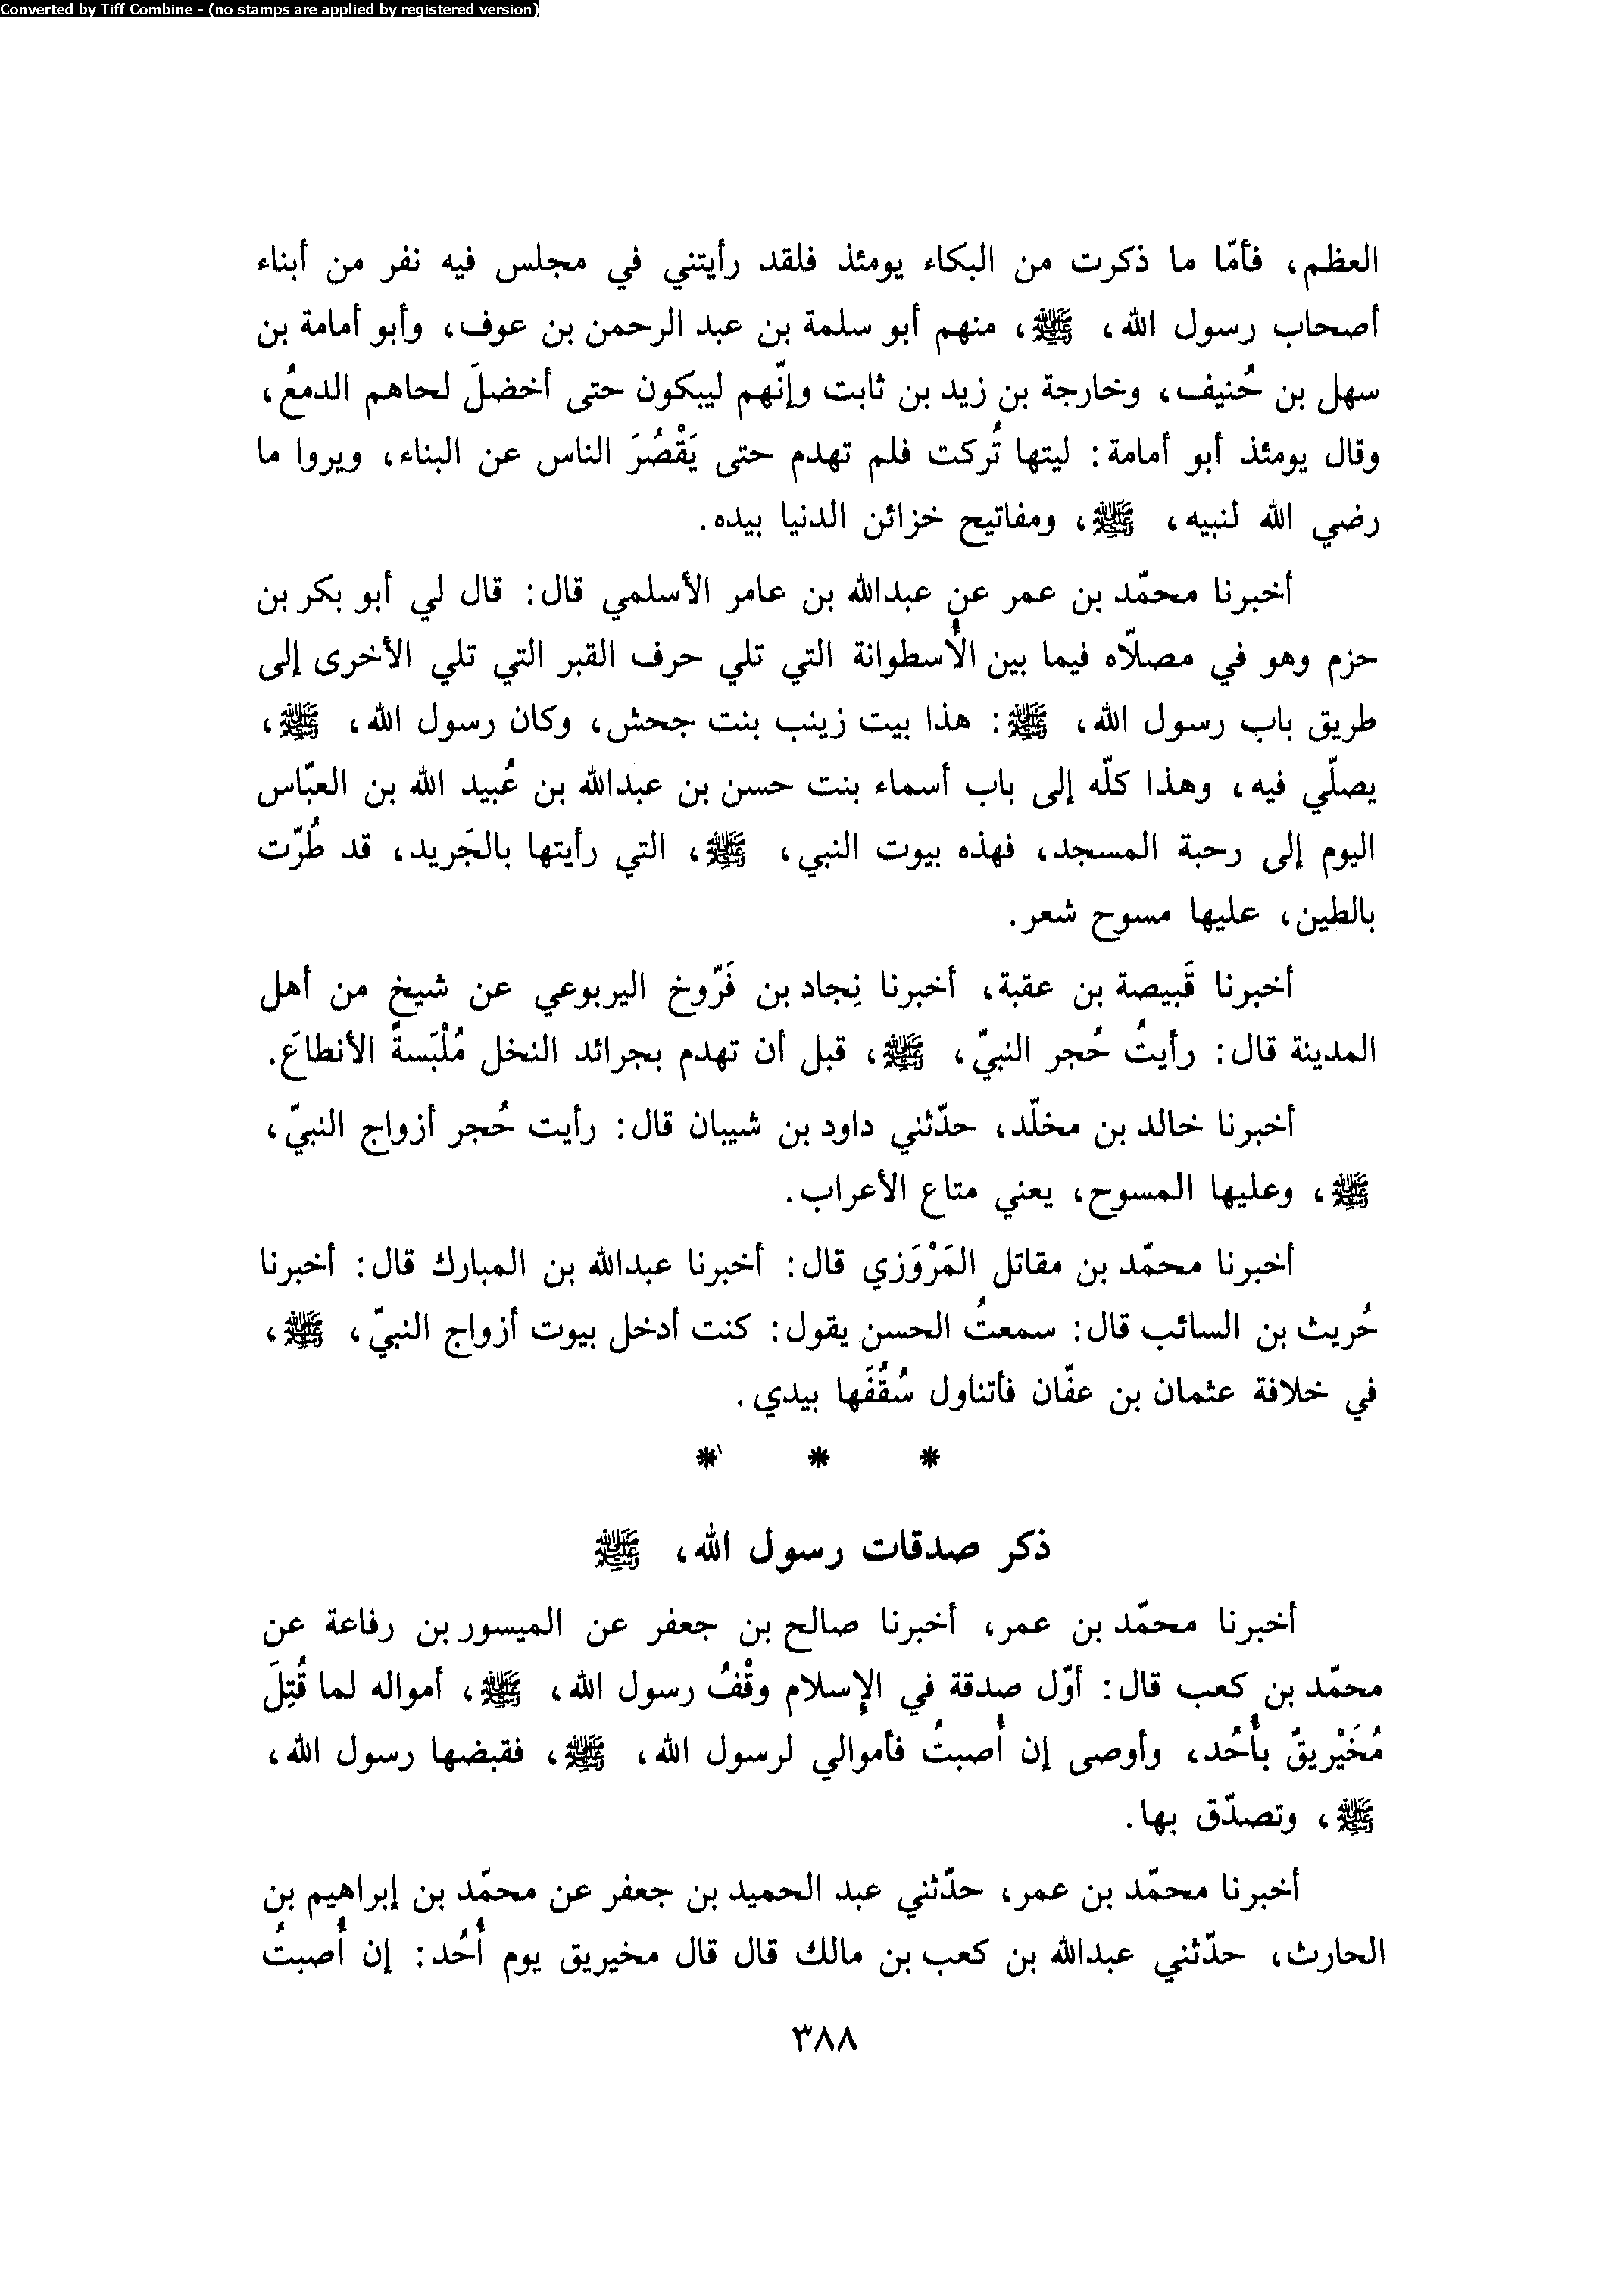 Converted by Tiff Combine - (no stamps are applied by registered version)
العظم، فأمّا ما ذكرت من البكاء يومئذ فلقد رأيتني في مجلس فيه نفر من أبناء
أصحاب رسول الله، ﷺ، منهم أبو سلمة بن عبد الرحمن بن عوف، وأبو أمامة بن
سهل بن حُنيف، وخارجة بن زيد بن ثابت وإنّهم ليبكون حتى أخضلَ لحاهم الدمعُ،
وقال يومئذ أبو أمامة: ليتها تُركت فلم تهدم حتى يَقْصُرَ الناس عن البناء، ويروا ما
رضي الله لنبيه، ﷺ، ومفاتيح خزائن الدنيا بيده.
أخبرنا محمّد بن عمر عن عبدالله بن عامر الأسلمي قال: قال لي أبو بكر بن
حزم وهو في مصلّاه فيما بين الأُسطوانة التي تلي حرف القبر التي تلي الأخرى إلى
طريق باب رسول الله، ﷺ: هذا بيت زينب بنت جحش، وكان رسول الله، ﷺ،
يصلّي فيه، وهذا كلّه إلى باب أسماء بنت حسن بن عبدالله بن عُبيد الله بن العبّاس
اليوم إلى رحبة المسجد، فهذه بيوت النبي، ﷺ، التي رأيتها بالجَريد، قد طُرّت
بالطين، عليها مسوح شعر.
أخبرنا قَبيصة بن عقبة، أخبرنا نِجاد بن فَرّوخ اليربوعي عن شيخ من أهل
المدينة قال: رأيتُ حُجر النبيّ، ﷺ، قبل أن تهدم بجرائد النخل مُلْبَسةً الأنطاعَ.
أخبرنا خالد بن مخلّد، حدّثني داود بن شيبان قال: رأيت حُجر أزواج النبيّ،
ﷺ، وعليها المسوح، يعني متاع الأعراب.
أخبرنا محمّد بن مقاتل المَرْوَزي قال: أخبرنا عبدالله بن المبارك قال: أخبرنا
حُريث بن السائب قال: سمعتُ الحسن يقول: كنت أدخل بيوت أزواج النبيّ، ﷺ،
في خلافة عثمان بن عفّان فأتناول سُقُفَها بيدي.
* * *
ذكر صدقات رسول الله، ﷺ
أخبرنا محمّد بن عمر، أخبرنا صالح بن جعفر عن الميسور بن رفاعة عن
محمّد بن كعب قال: أوّل صدقة في الإسلام وقْفُ رسول الله، ﷺ، أمواله لما قُتِلَ
مُخَيْريقٌ بأُحُد، وأوصى إن أُصبتُ فأموالي لرسول الله، ﷺ، فقبضها رسول الله،
ﷺ، وتصدّق بها.
أخبرنا محمّد بن عمر، حدّثني عبد الحميد بن جعفر عن محمّد بن إبراهيم بن
الحارث، حدّثني عبدالله بن كعب بن مالك قال قال مخيريق يوم أُحُد: إن أُصبتُ
٣٨٨